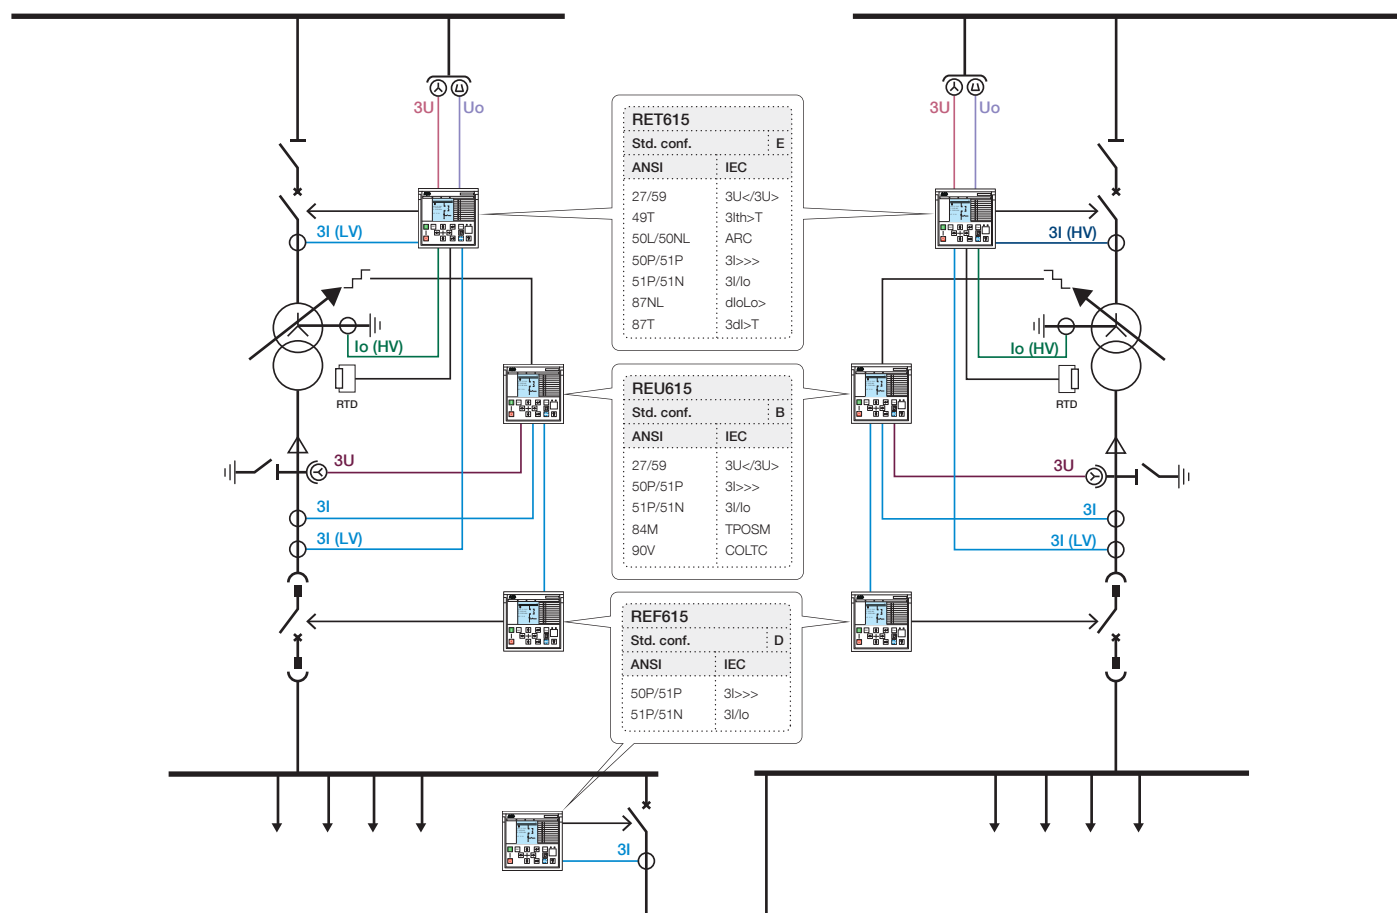 3U Uo
3U Uo
RET615
Std. conf. E
ANSI IEC
27/59 3U</3U>
49T 3Ith>T
50L/50NL ARC
50P/51P 3I>>>
51P/51N 3I/Io
87NL dIoLo>
87T 3dI>T
3I (LV)
3I (HV)
Io (HV)
Io (HV)
RTD
RTD
REU615
Std. conf. B
ANSI IEC
27/59 3U</3U>
50P/51P 3I>>>
51P/51N 3I/Io
84M TPOSM
90V COLTC
3U
3U
3I
3I
3I (LV)
3I (LV)
REF615
Std. conf. D
ANSI IEC
50P/51P 3I>>>
51P/51N 3I/Io
3I